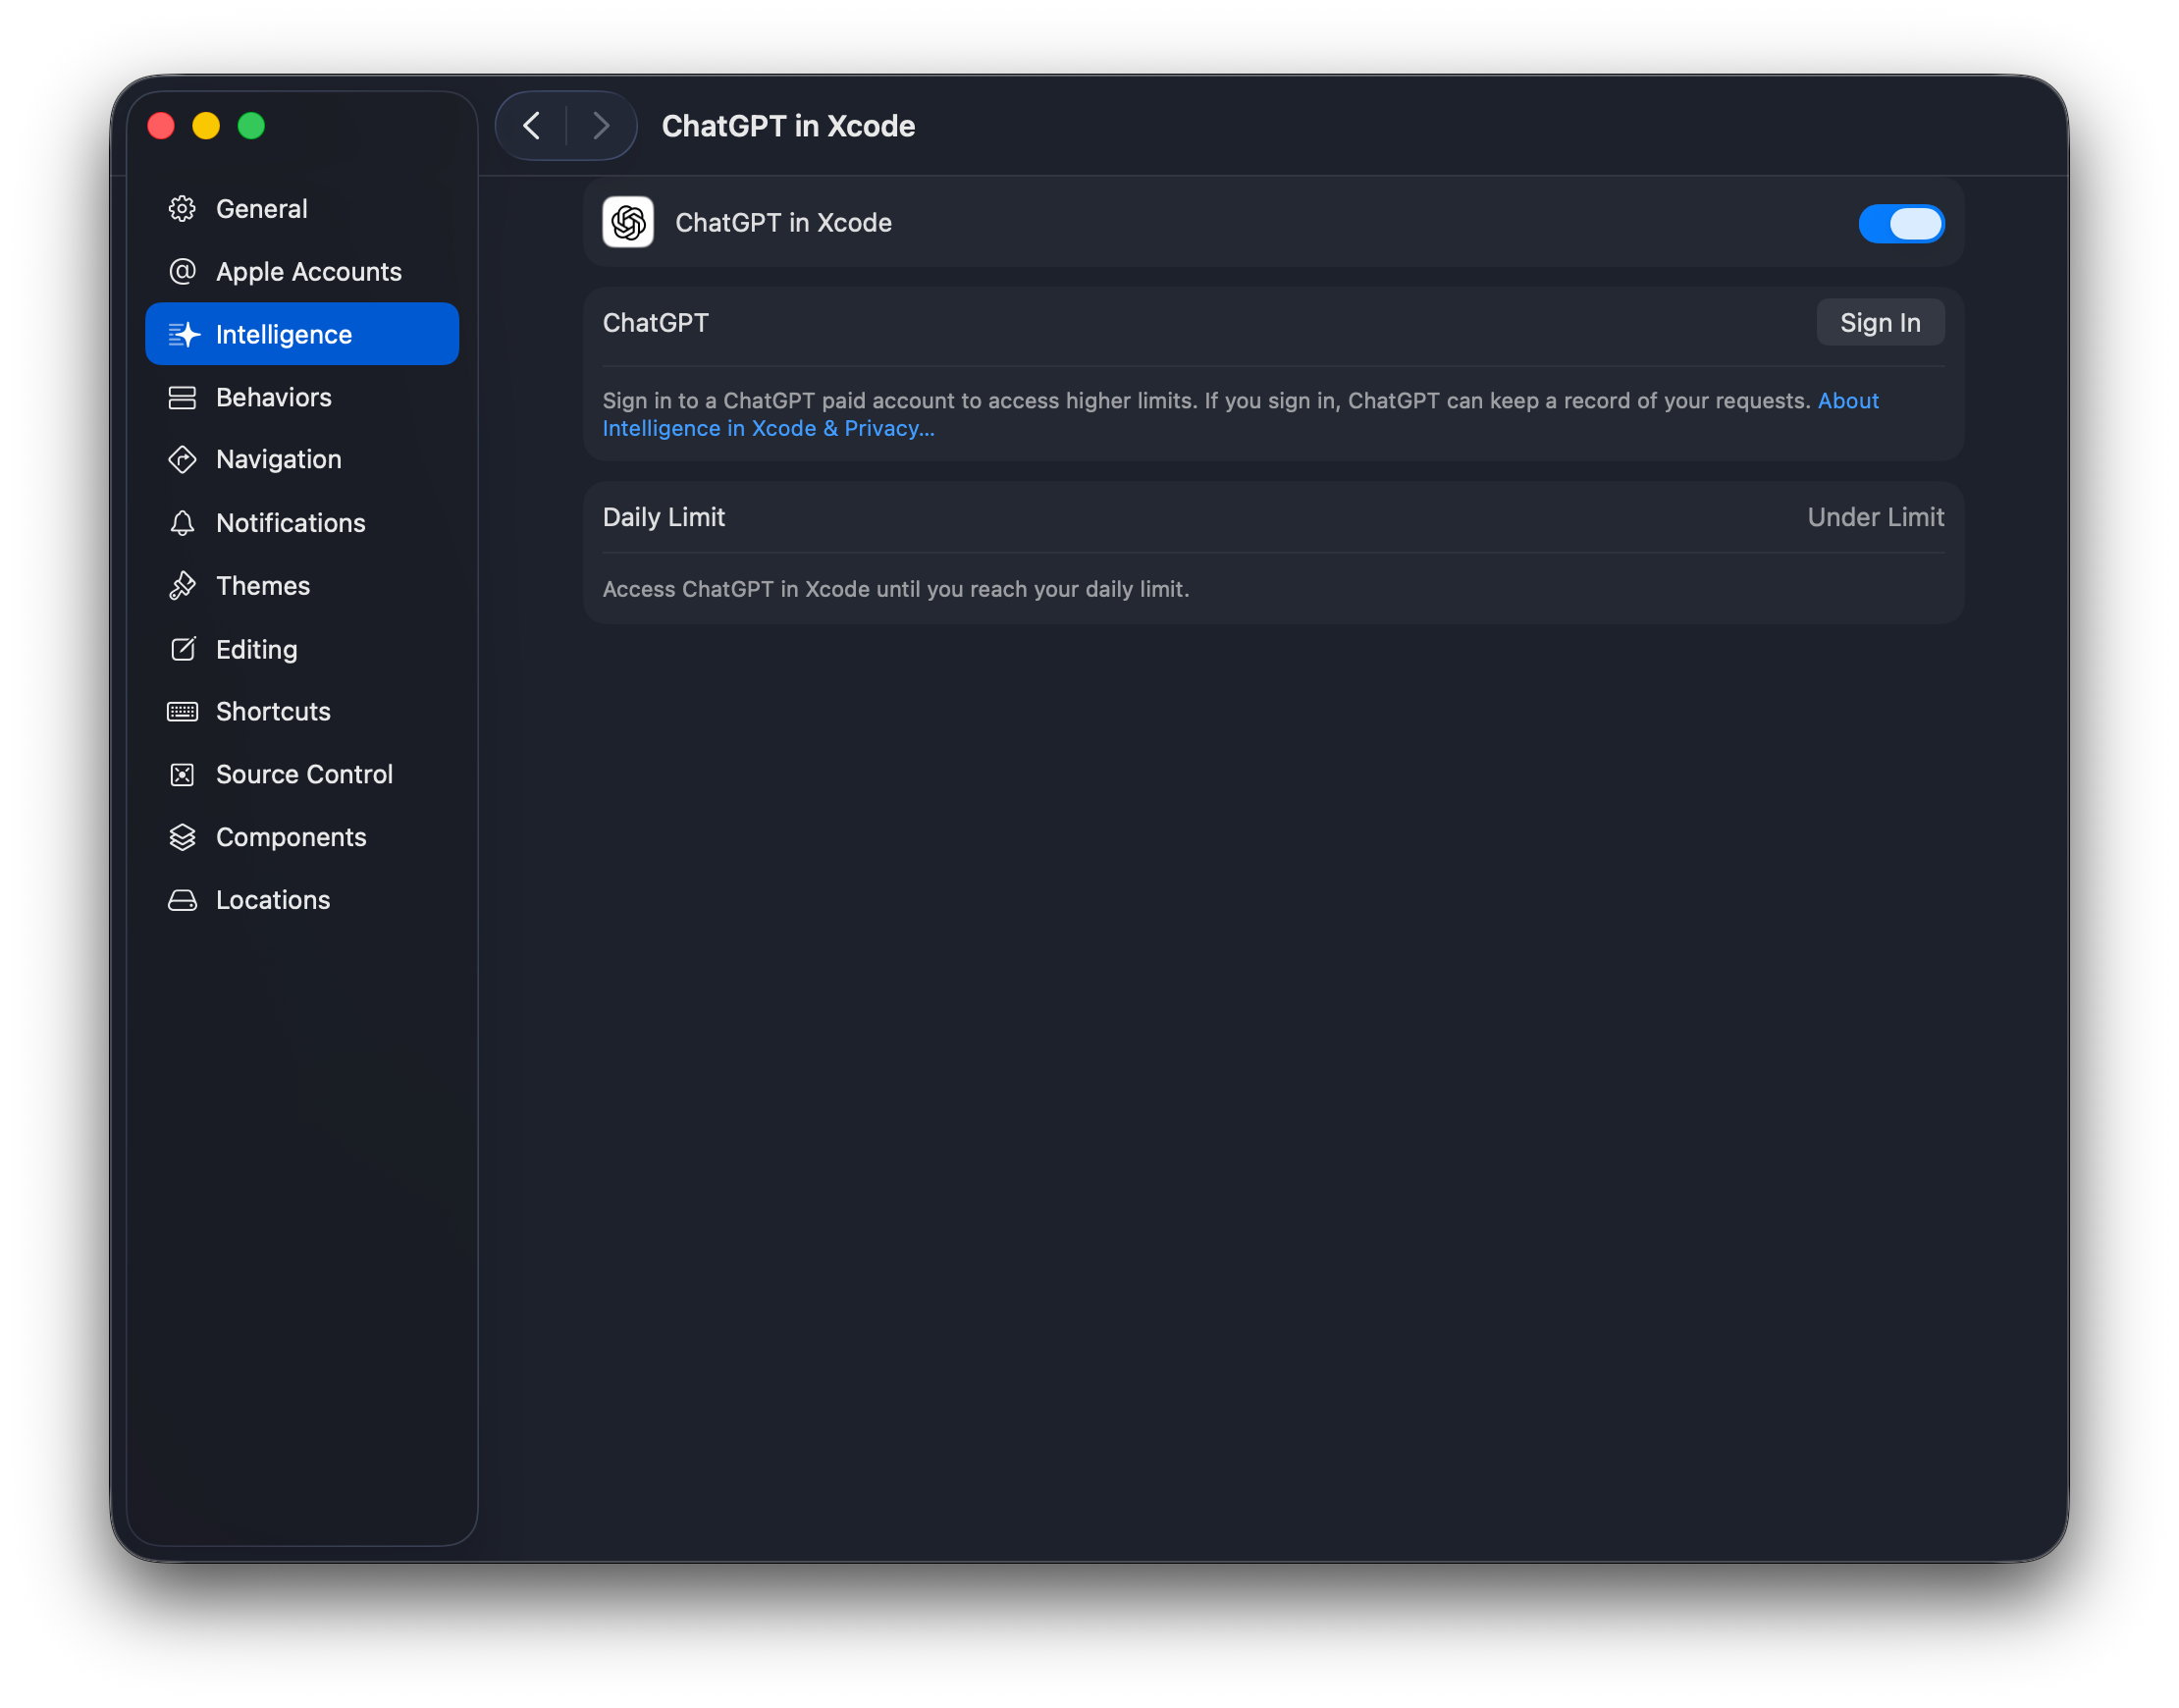 ChatGPT in Xcode
General
Apple Accounts
Intelligence
Behaviors
Navigation
Notifications
Themes
Editing
Shortcuts
Source Control
Components
Locations
ChatGPT in Xcode
ChatGPT
Sign In
Sign in to a ChatGPT paid account to access higher limits. If you sign in, ChatGPT can keep a record of your requests. About
Intelligence in Xcode & Privacy...
Daily Limit
Under Limit
Access ChatGPT in Xcode until you reach your daily limit.